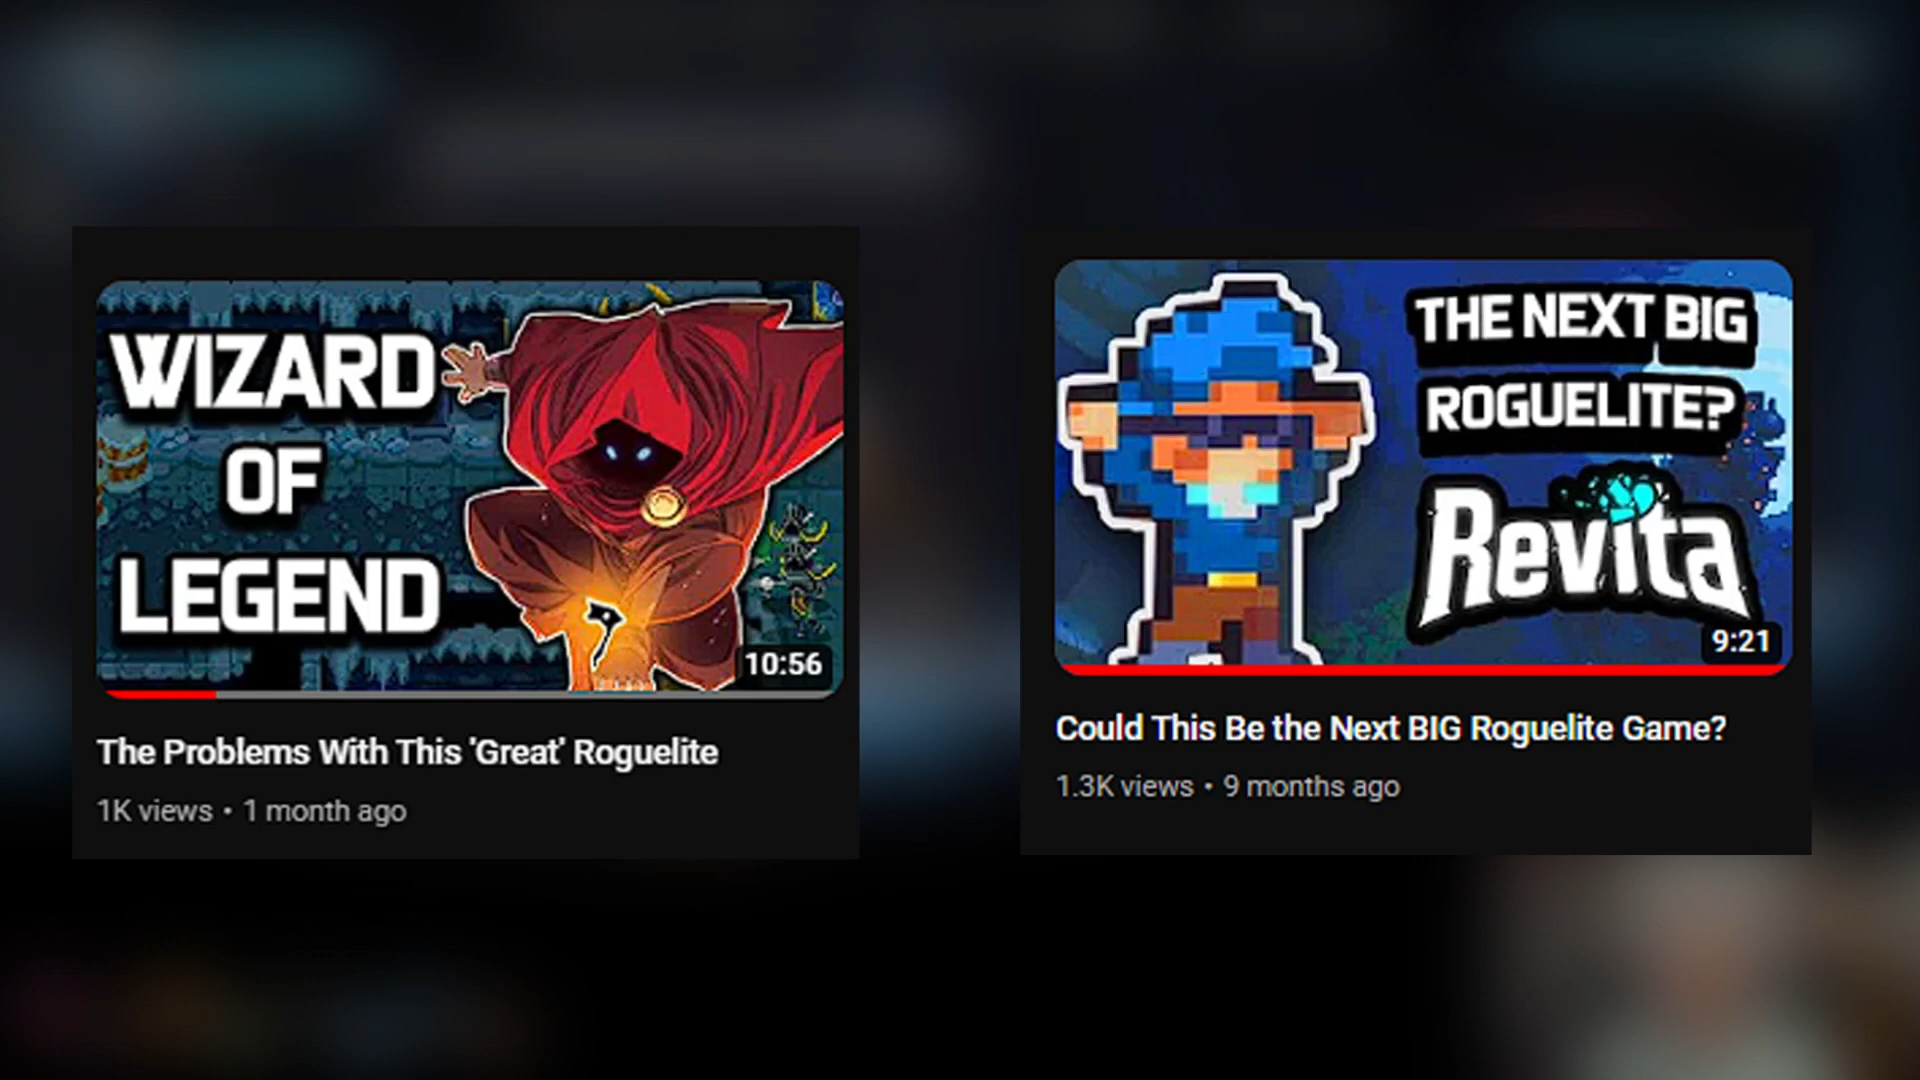 WIZARD
OF
LEGEND
10:56
The Problems With This 'Great' Roguelite
1K views • 1 month ago
THE NEXT BIG
ROGUELITE?
Revita
9:21
Could This Be the Next BIG Roguelite Game?
1.3K views • 9 months ago